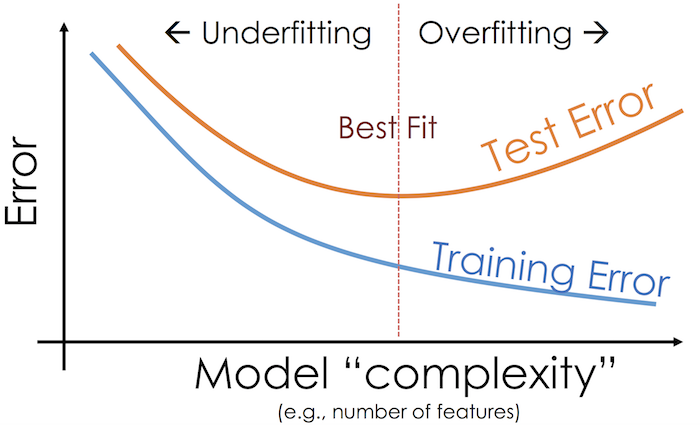 ← Underfitting
Overfitting →
Best Fit
Test Error
Error
Training Error
Model “complexity”
(e.g., number of features)